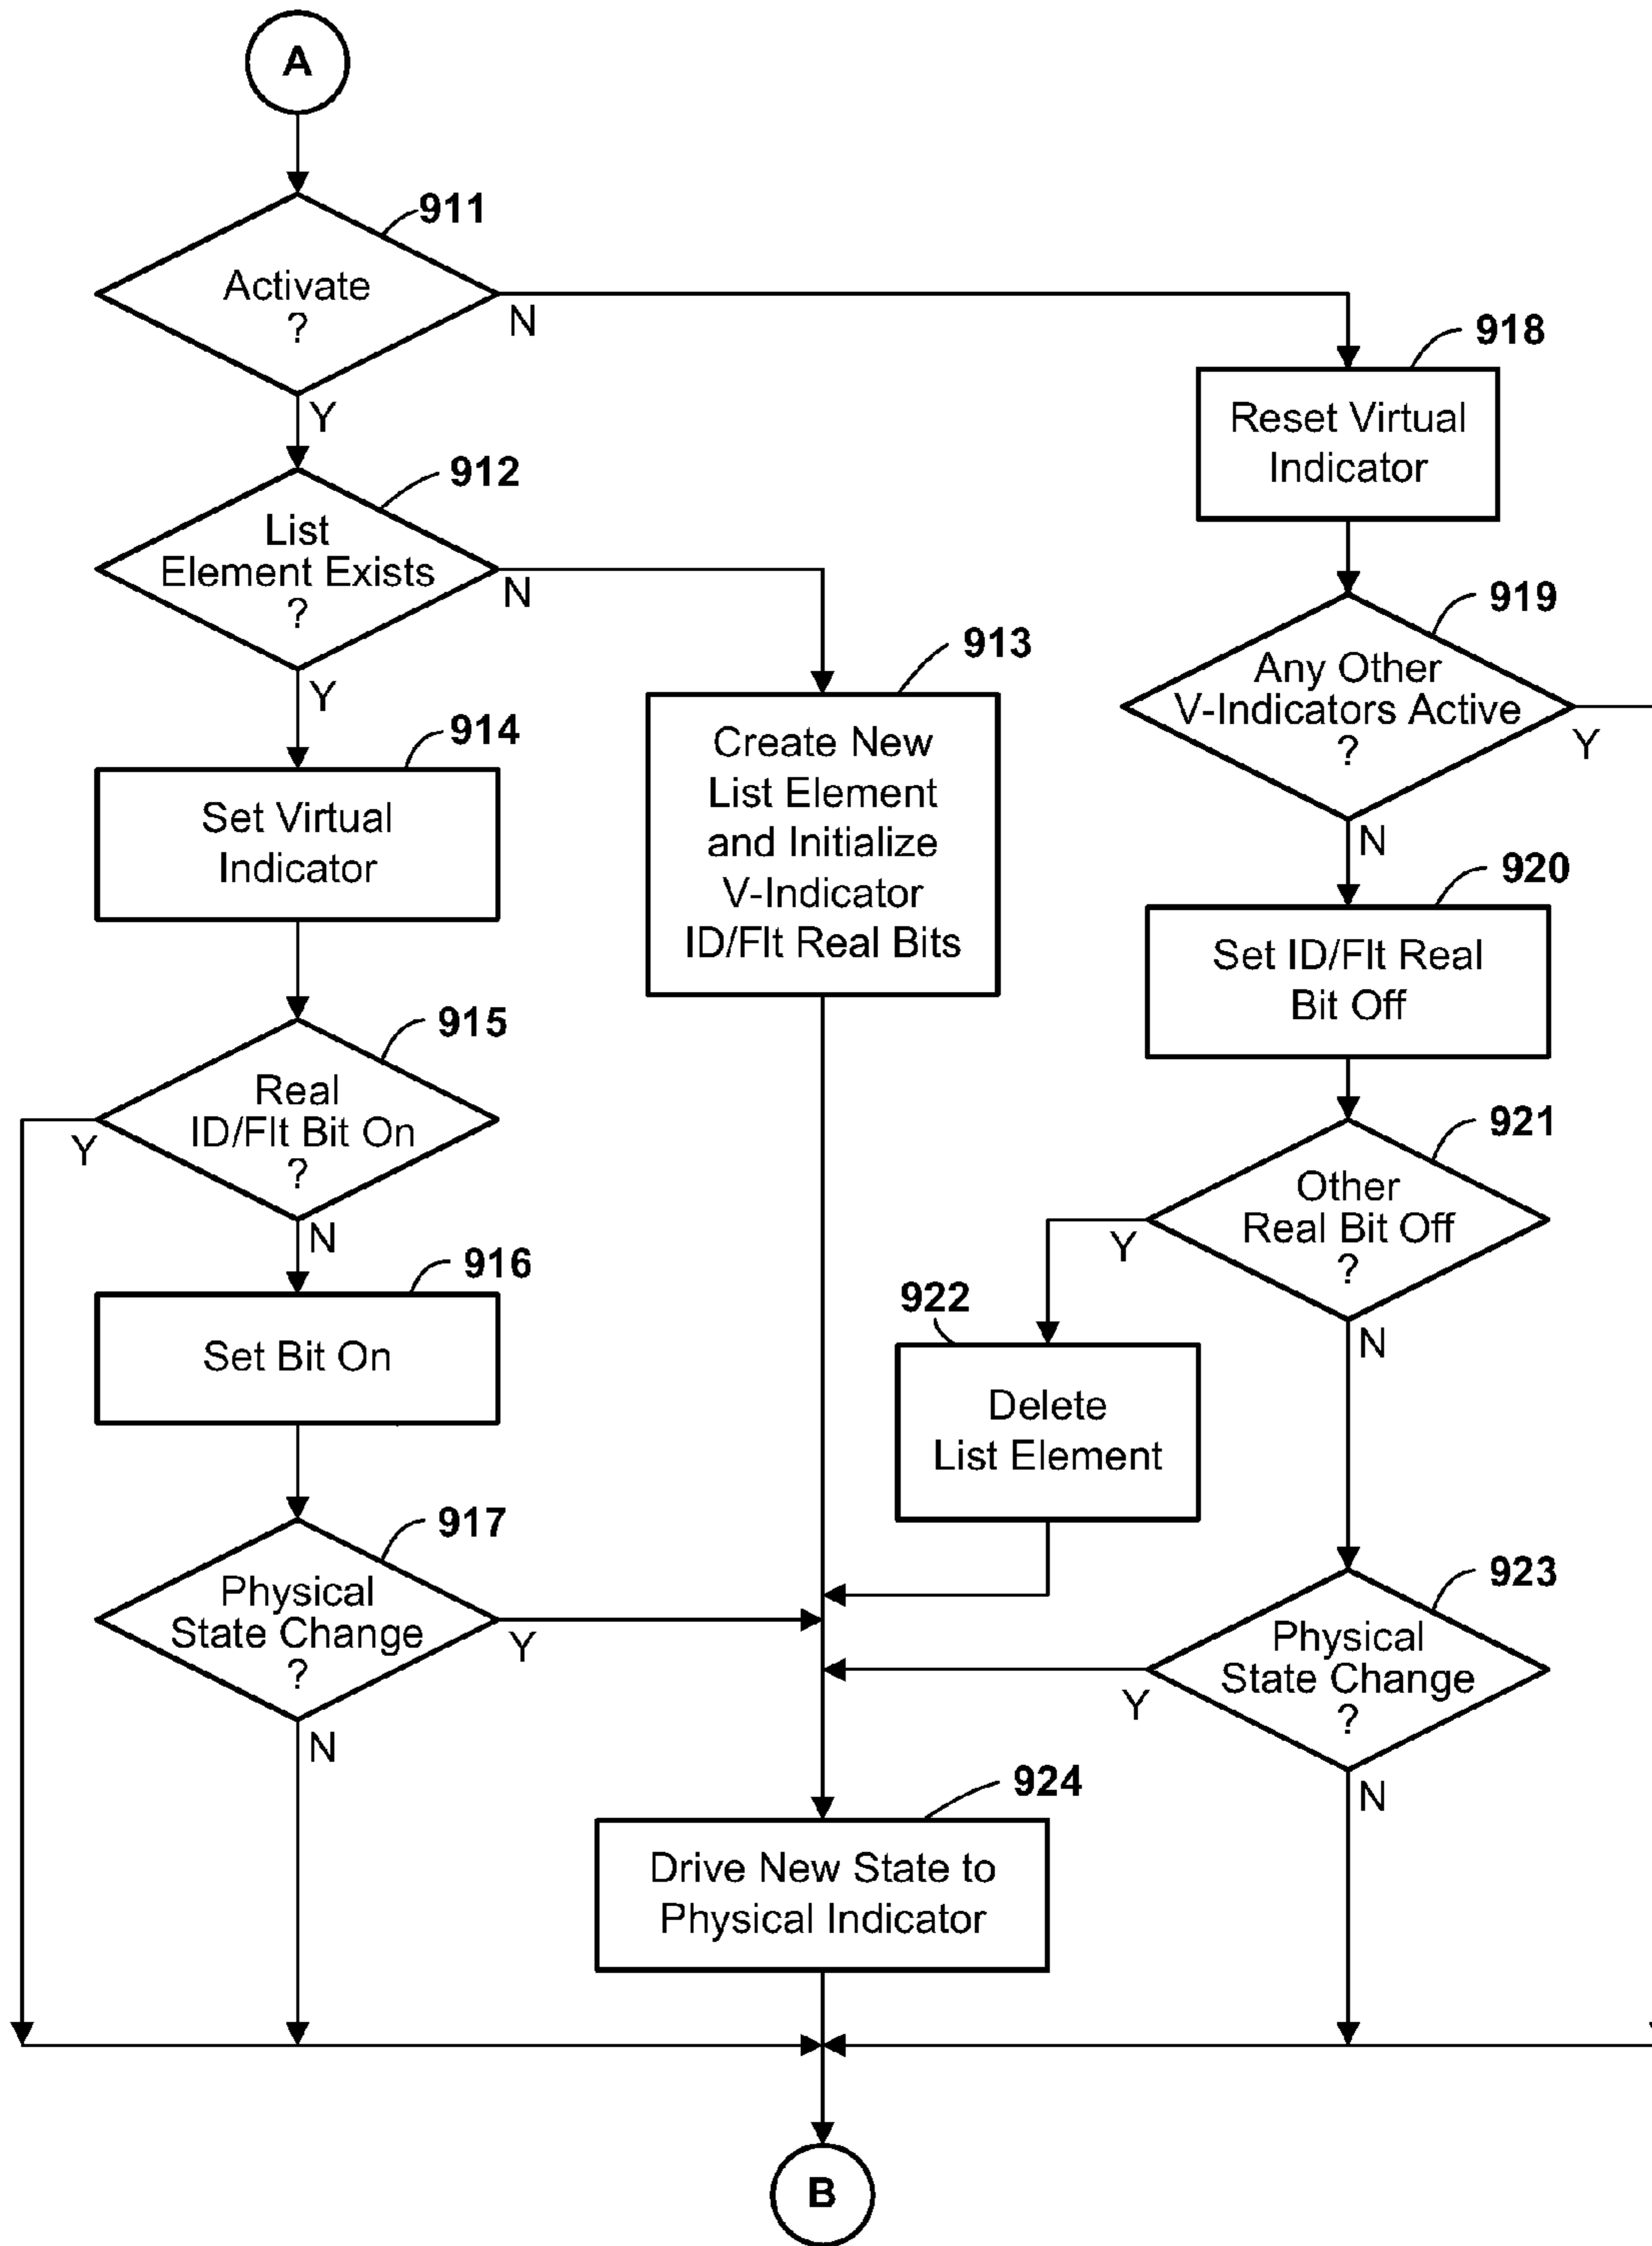 A
911
Activate
?
N
Y
918
Reset Virtual
Indicator
912
List
Element Exists
?
N
Y
913
Create New
List Element
and Initialize
V-Indicator
ID/Flt Real Bits
919
Any Other
V-Indicators Active
?
Y
N
914
Set Virtual
Indicator
920
Set ID/Flt Real
Bit Off
915
Real
ID/Flt Bit On
?
Y
N
921
Other
Real Bit Off
?
Y
N
916
Set Bit On
922
Delete
List Element
917
Physical
State Change
?
Y
N
923
Physical
State Change
?
Y
N
924
Drive New State to
Physical Indicator
B